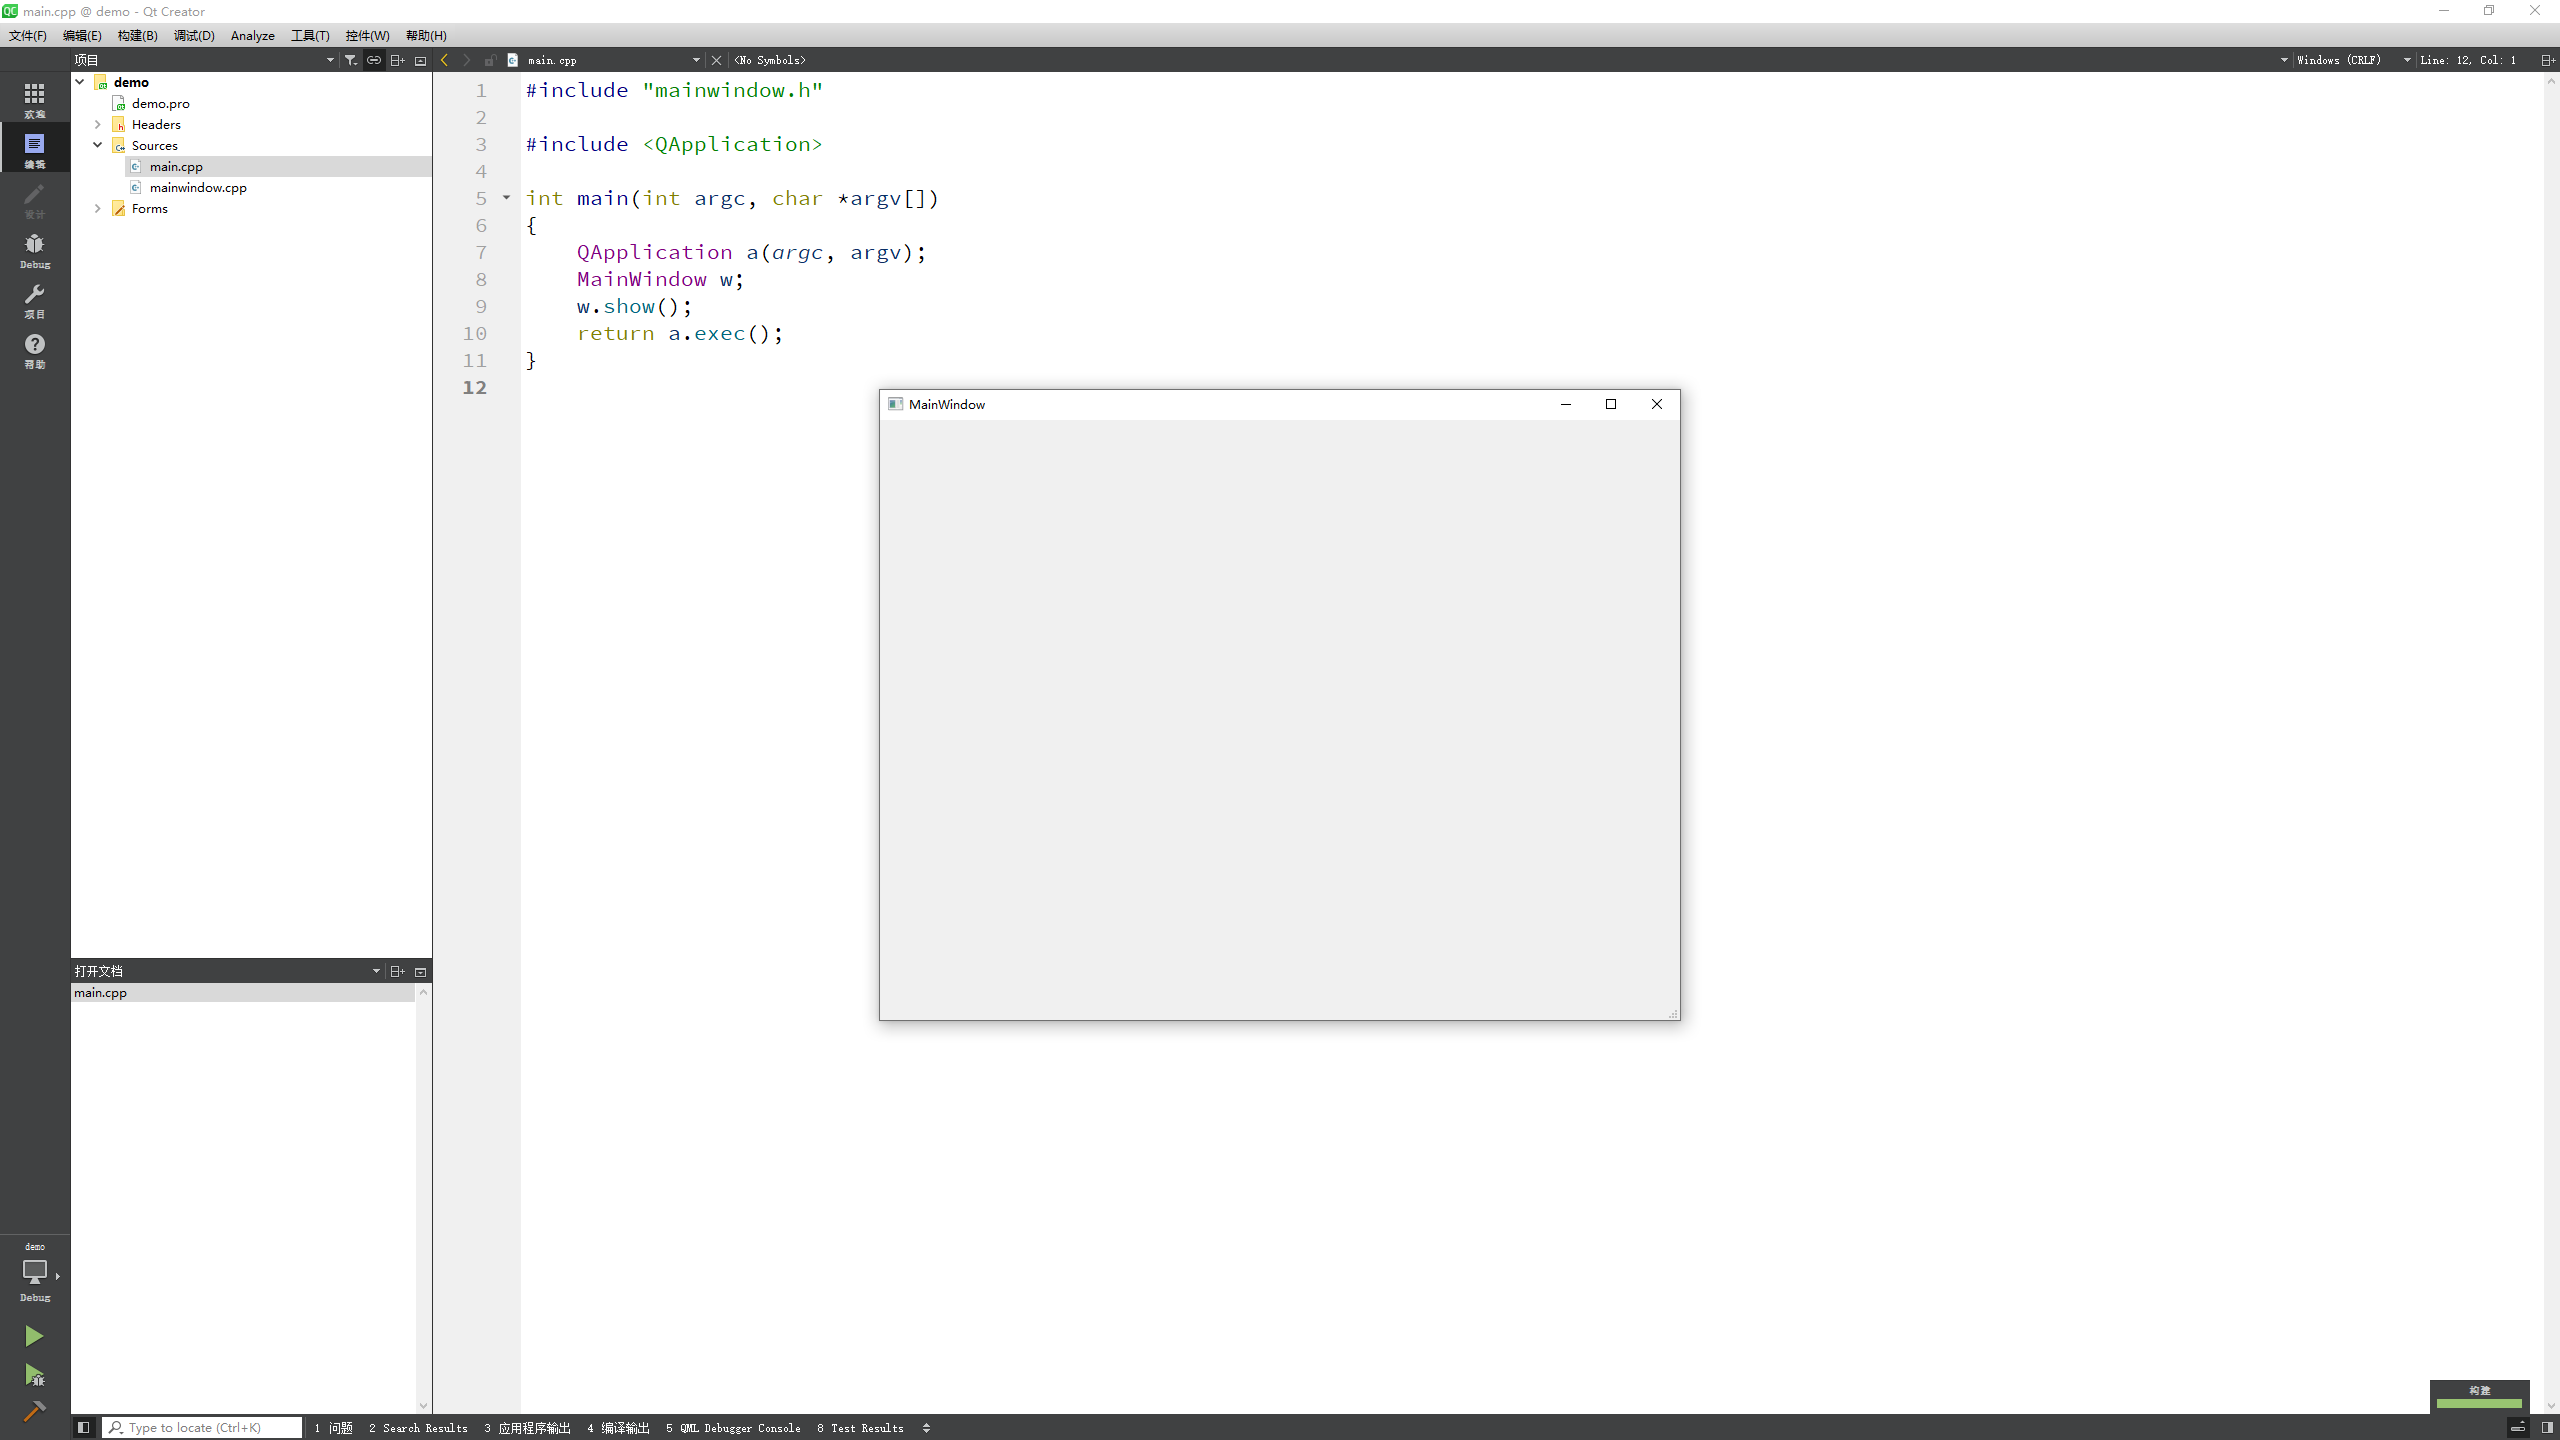 main.cpp @ demo - Qt Creator
文件(F) 编辑(E) 构建(B) 调试(D) Analyze 工具(T) 控件(W) 帮助(H)
项目
main.cpp
<No Symbols>
Windows (CRLF)
Line: 12, Col: 1
欢迎
编辑
设计
Debug
项目
帮助
demo
demo.pro
Headers
Sources
main.cpp
mainwindow.cpp
Forms
1 #include "mainwindow.h"
2
3 #include <QApplication>
4
5 int main(int argc, char *argv[])
6 {
7 QApplication a(argc, argv);
8 MainWindow w;
9 w.show();
10 return a.exec();
11 }
12
MainWindow
打开文档
main.cpp
demo
Debug
构建
Type to locate (Ctrl+K)
1 问题 2 Search Results 3 应用程序输出 4 编译输出 5 QML Debugger Console 8 Test Results